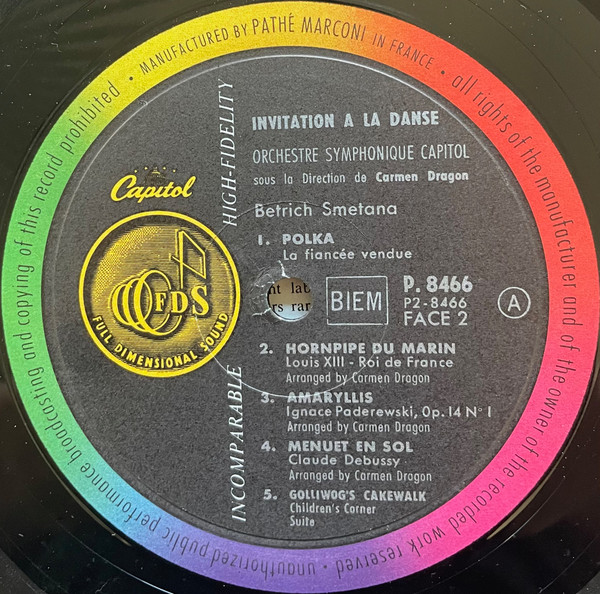 MANUFACTURED BY PATHÉ MARCONI IN FRANCE • all rights of the manufacturer and of the owner of the recorded work reserved • unauthorized public performance broadcasting and copying of this record prohibited •
Capitol
FDS
FULL DIMENSIONAL SOUND
INCOMPARABLE HIGH-FIDELITY
INVITATION A LA DANSE
ORCHESTRE SYMPHONIQUE CAPITOL
sous la Direction de Carmen Dragon
Betrich Smetana
1. POLKA
La fiancée vendue
BIEM
P. 8466
P2-8466
FACE 2
A
2. HORNPIPE DU MARIN
Louis XIII - Roi de France
Arranged by Carmen Dragon
3. AMARYLLIS
Ignace Paderewski, Op. 14 N° 1
Arranged by Carmen Dragon
4. MENUET EN SOL
Claude Debussy
Arranged by Carmen Dragon
5. GOLLIWOG'S CAKEWALK
Children's Corner
Suite